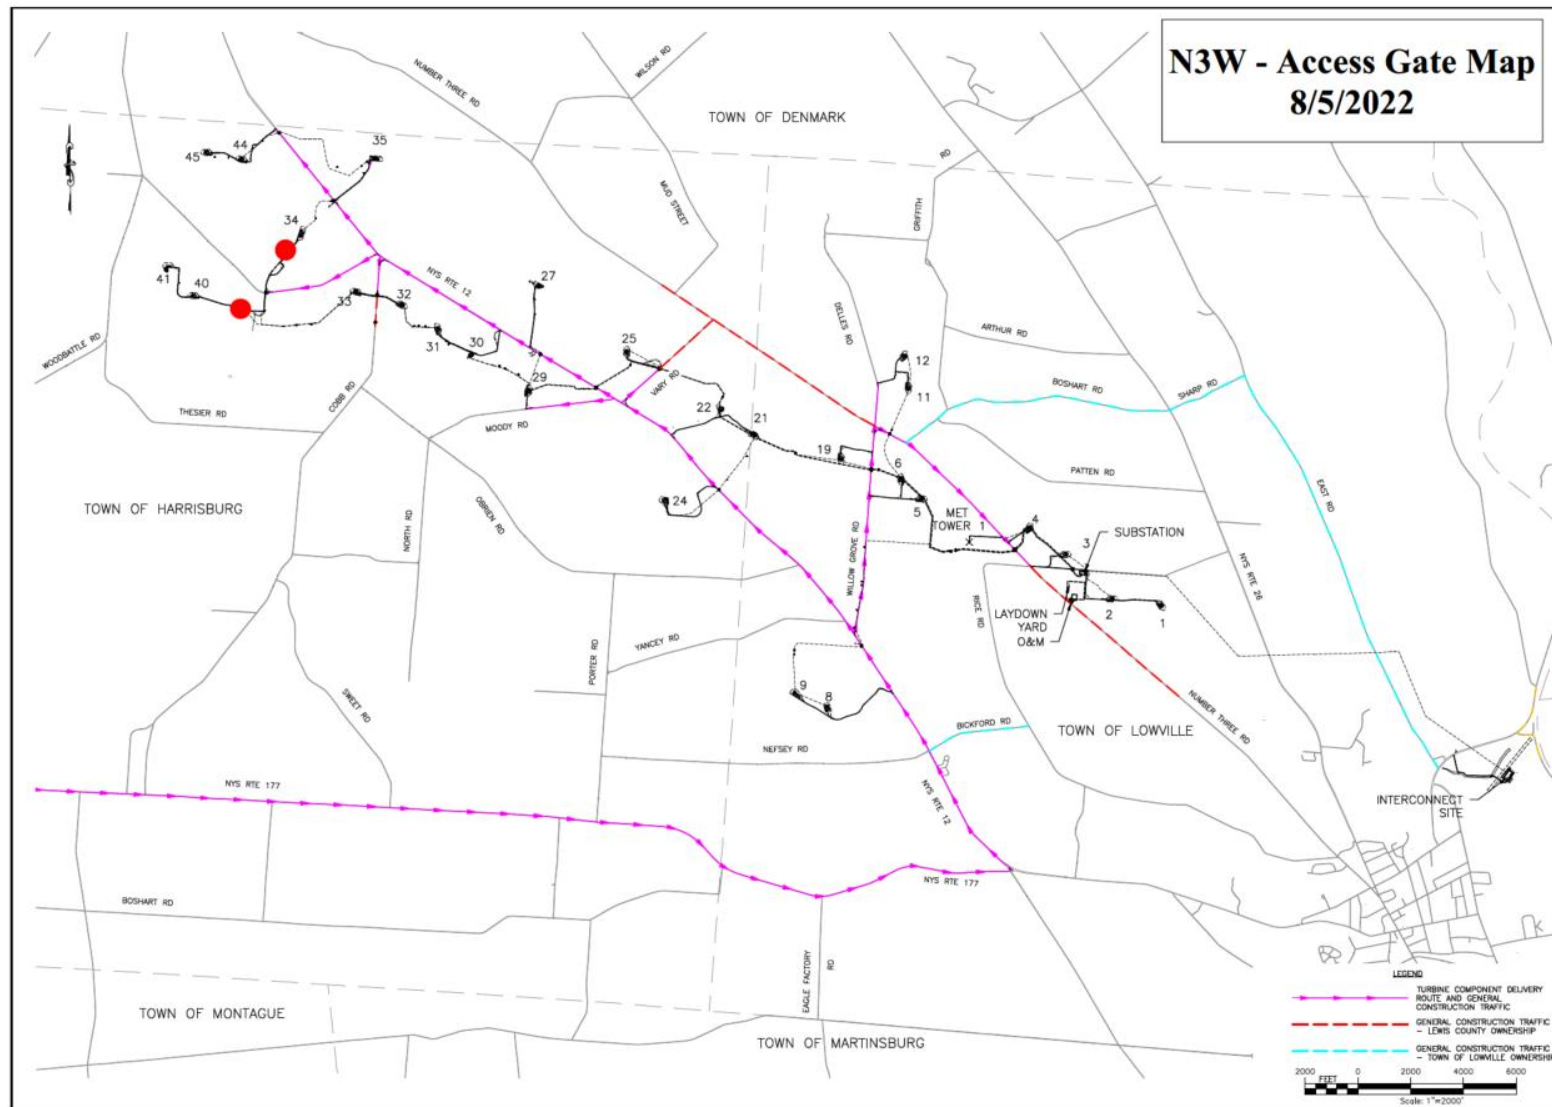 N3W - Access Gate Map
8/5/2022
NUMBER THREE RD
WILSON RD
TOWN OF DENMARK
45
44
35
MUD STREET
GRIFFITH
RD
34
41
40
33
32
NYS RTE 12
27
DELLES RD
ARTHUR RD
WOODBATTLE RD
31
30
25
12
BOSHART RD
SHARP RD
COBB RD
29
VARY RD
11
THESIER RD
MOODY RD
22
21
19
6
PATTEN RD
EAST RD
TOWN OF HARRISBURG
NORTH RD
OBRIEN RD
24
5
MET
TOWER 1
4
3
SUBSTATION
WILLOW GROVE RD
RICE RD
NYS RTE 26
LAYDOWN
YARD
O&M
2
1
YANCEY RD
PORTER RD
SWEET RD
9
8
BICKFORD RD
TOWN OF LOWVILLE
NUMBER THREE RD
NEFSEY RD
NYS RTE 177
NYS RTE 12
INTERCONNECT
SITE
NYS RTE 177
BOSHART RD
EAGLE FACTORY
RD
TOWN OF MONTAGUE
TOWN OF MARTINSBURG
LEGEND
TURBINE COMPONENT DELIVERY
ROUTE AND GENERAL
CONSTRUCTION TRAFFIC
GENERAL CONSTRUCTION TRAFFIC
- LEWIS COUNTY OWNERSHIP
GENERAL CONSTRUCTION TRAFFIC
- TOWN OF LOWVILLE OWNERSHIP
2000 0 2000 4000 6000
FEET
Scale: 1"=2000'